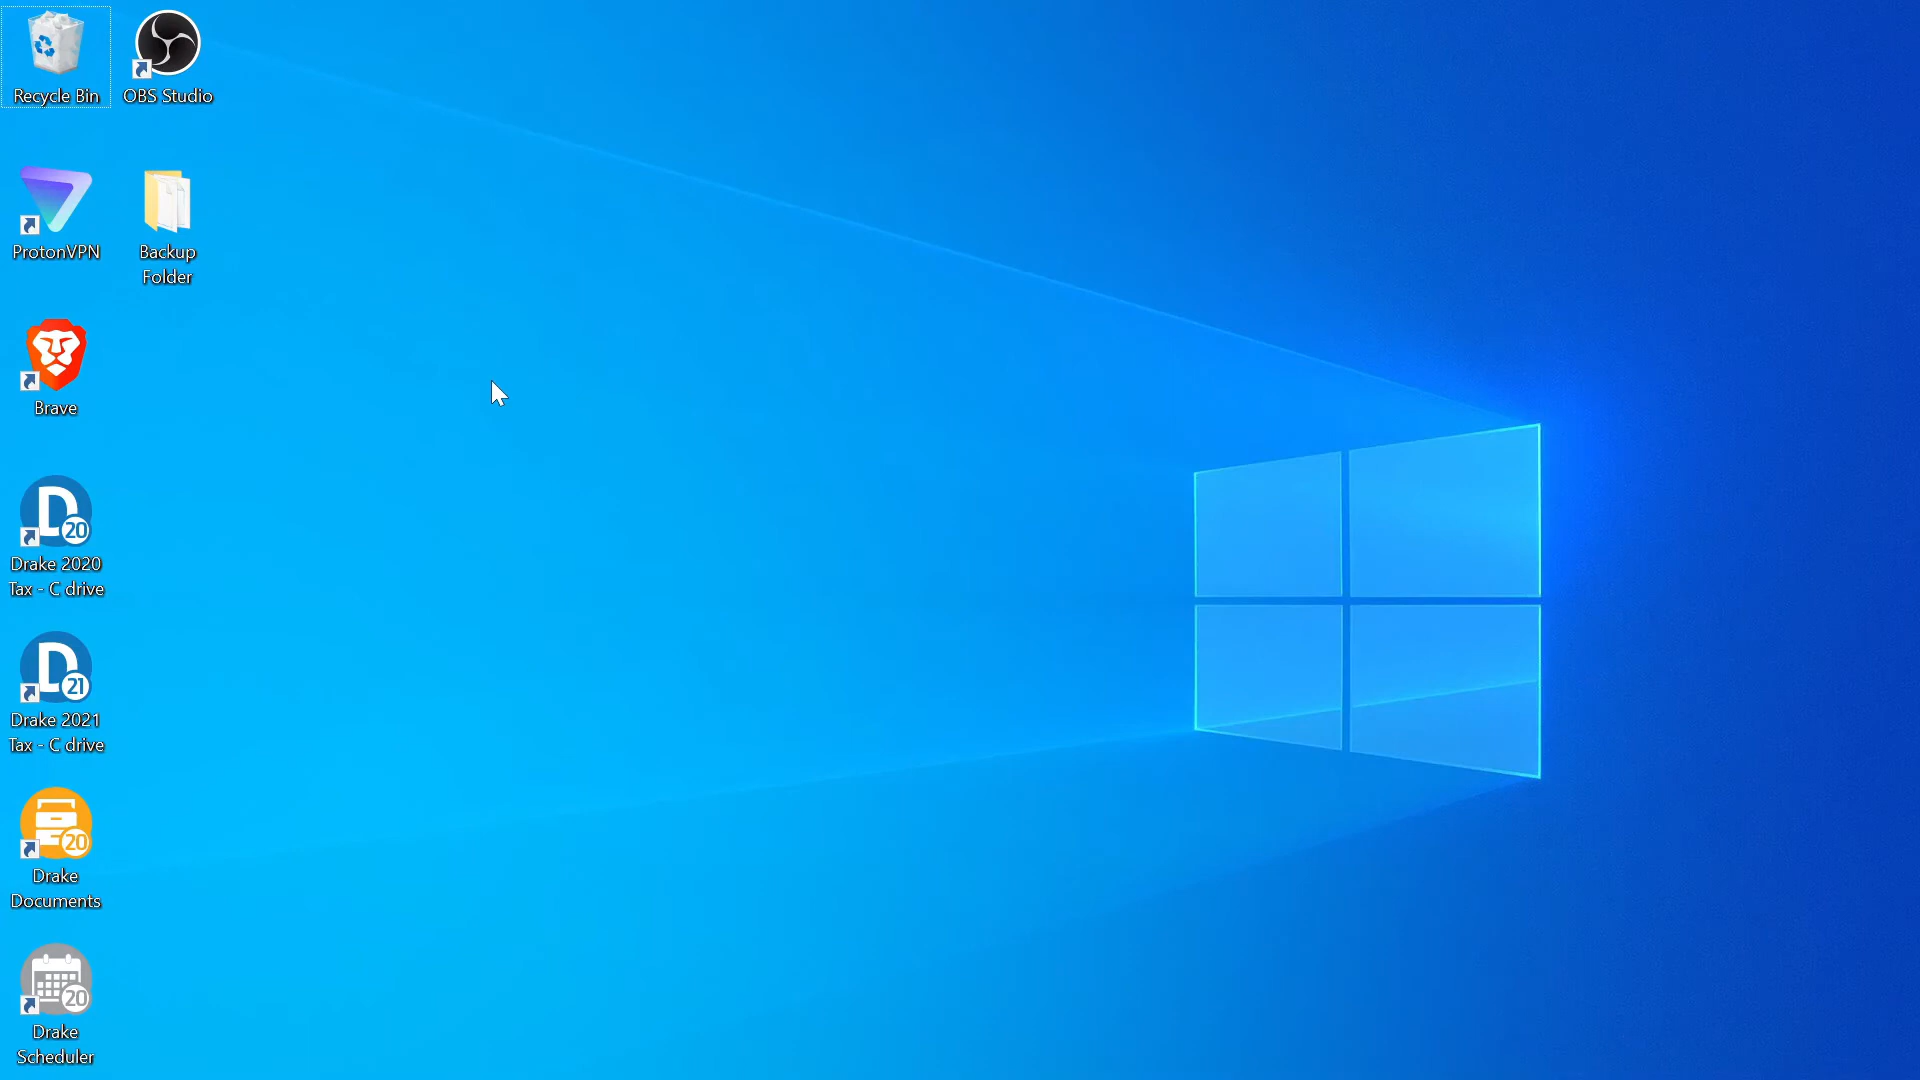 Recycle Bin
OBS Studio
ProtonVPN
Backup
Folder
Brave
D
20
Drake 2020
Tax - C drive
D
21
Drake 2021
Tax - C drive
20
Drake
Documents
20
Drake
Scheduler